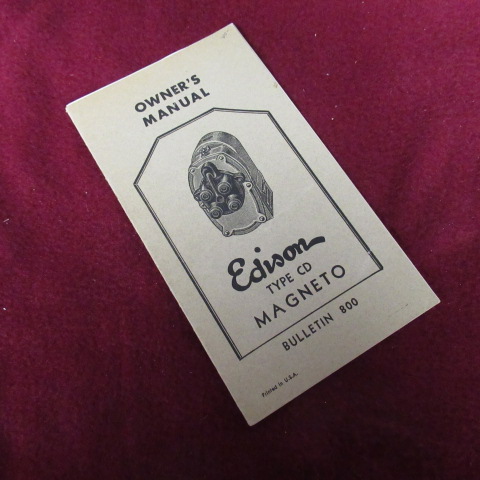 OWNER'S
MANUAL
Edison
TYPE CD
MAGNETO
BULLETIN 800
Printed in U.S.A.